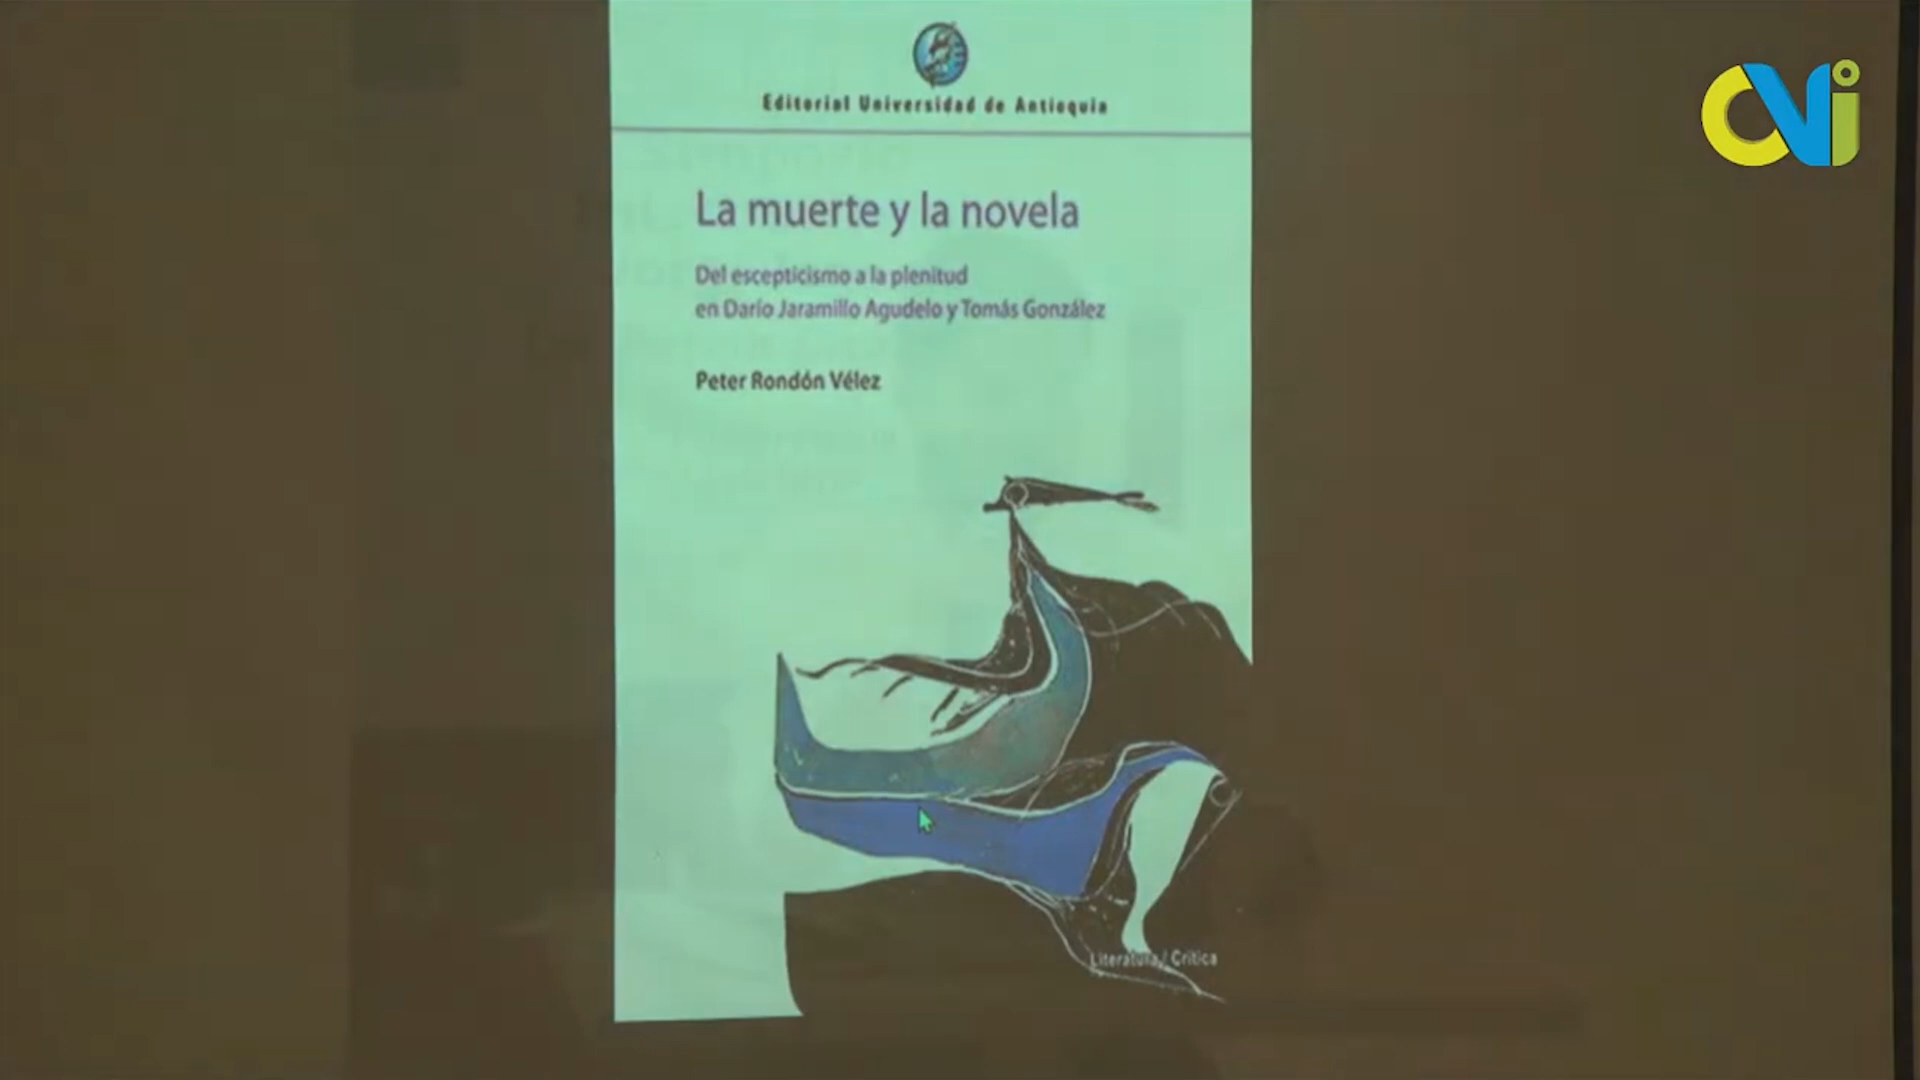 Editorial Universidad de Antioquia
La muerte y la novela
Del escepticismo a la plenitud
en Darío Jaramillo Agudelo y Tomás González
Peter Rondón Vélez
Literatura / Crítica
CVi